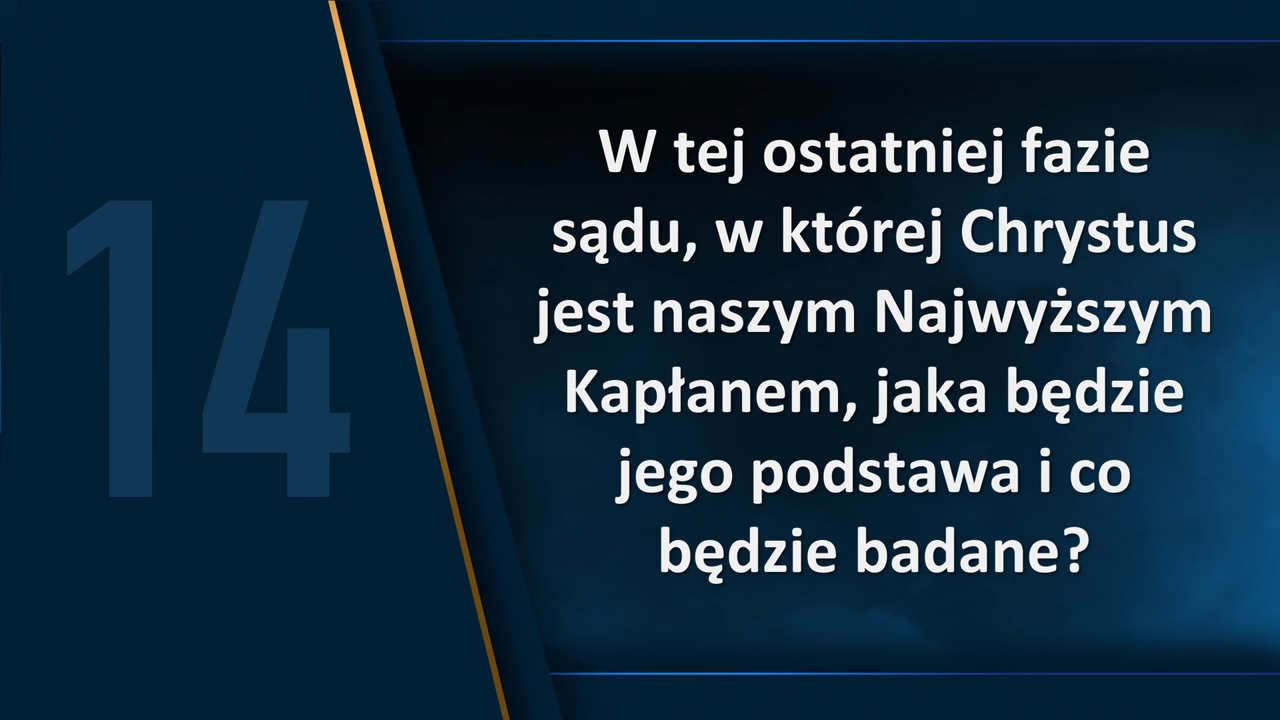 14
W tej ostatniej fazie
sądu, w której Chrystus
jest naszym Najwyższym
Kapłanem, jaka będzie
jego podstawa i co
będzie badane?